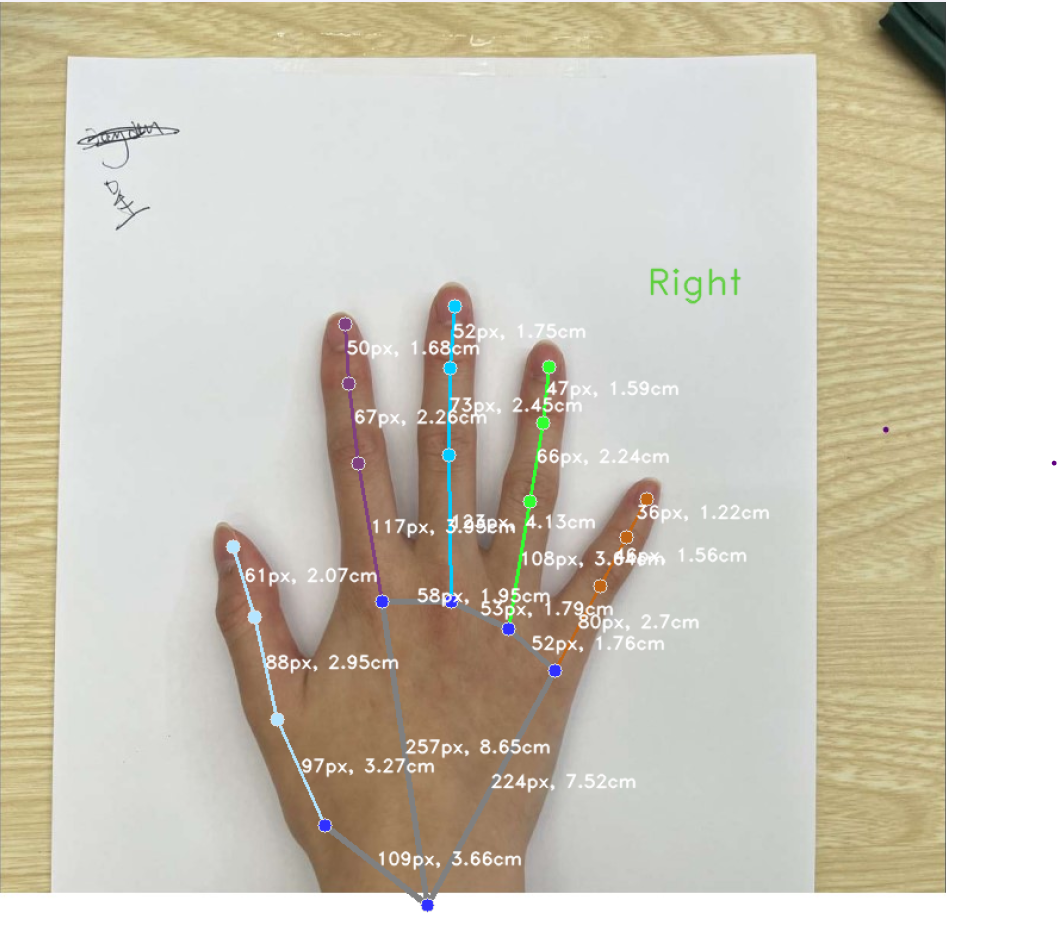 Right
52px, 1.75cm
50px, 1.68cm
47px, 1.59cm
73px, 2.45cm
67px, 2.26cm
66px, 2.24cm
36px, 1.22cm
4.13cm
117px,
108px,
1.56cm
61px, 2.07cm
58px, 1.95cm
53px, 1.79cm
80px, 2.7cm
52px, 1.76cm
88px, 2.95cm
257px, 8.65cm
97px, 3.27cm
224px, 7.52cm
109px, 3.66cm